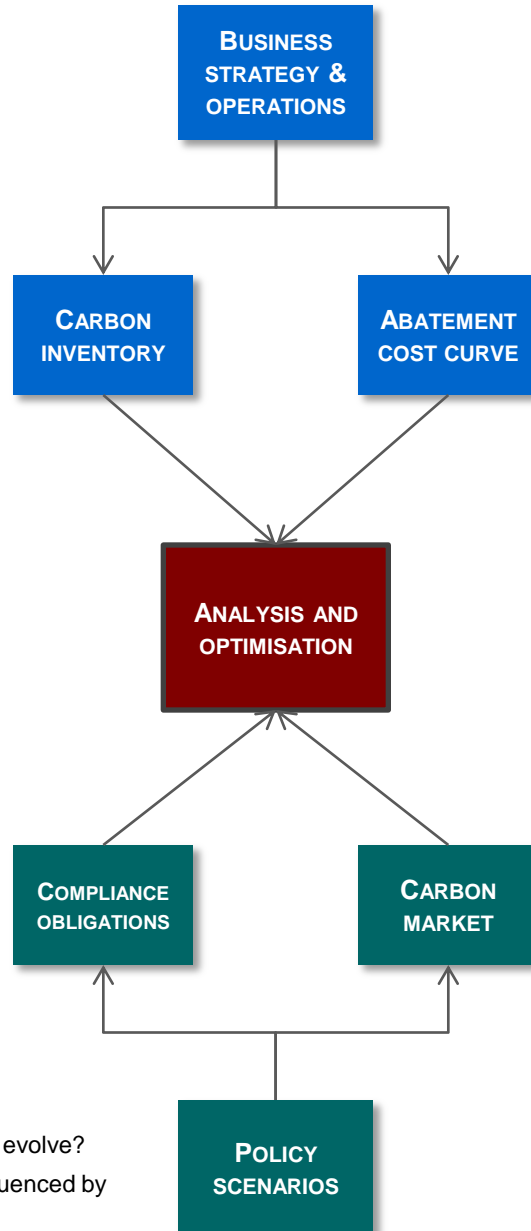 BUSINESS
STRATEGY &
OPERATIONS
CARBON
INVENTORY
ABATEMENT
COST CURVE
ANALYSIS AND
OPTIMISATION
COMPLIANCE
OBLIGATIONS
CARBON
MARKET
evolve?
uenced by
POLICY
SCENARIOS